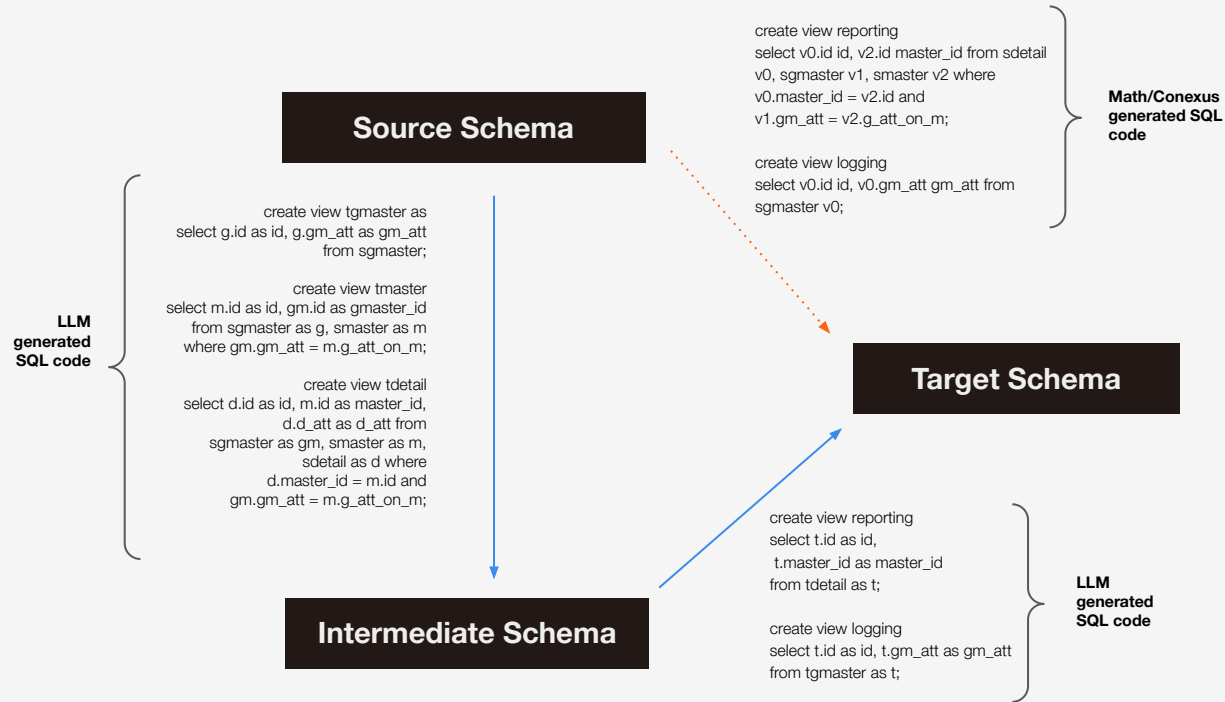 create view reporting
select v0.id id, v2.id master_id from sdetail
v0, sgmaster v1, smaster v2 where
v0.master_id = v2.id and
v1.gm_att = v2.g_att_on_m;
create view logging
select v0.id id, v0.gm_att gm_att from
sgmaster v0;
Math/Conexus
generated SQL
code
Source Schema
create view tgmaster as
select g.id as id, g.gm_att as gm_att
from sgmaster;
create view tmaster
select m.id as id, gm.id as gmaster_id
from sgmaster as g, smaster as m
where gm.gm_att = m.g_att_on_m;
create view tdetail
select d.id as id, m.id as master_id,
d.d_att as d_att from
sgmaster as gm, smaster as m,
sdetail as d where
d.master_id = m.id and
gm.gm_att = m.g_att_on_m;
LLM
generated
SQL code
Target Schema
Intermediate Schema
create view reporting
select t.id as id,
t.master_id as master_id
from tdetail as t;
create view logging
select t.id as id, t.gm_att as gm_att
from tgmaster as t;
LLM
generated
SQL code